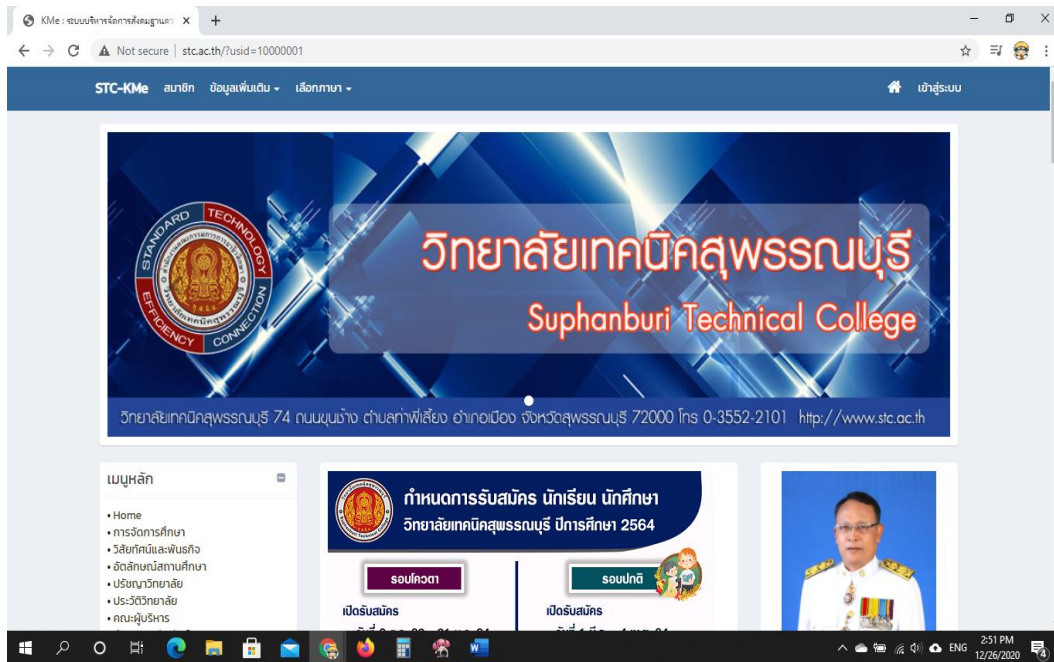 KMe : ระบบบริหารจัดการสังคมฐานคว
Not secure | stc.ac.th/?usid=10000001
STC-KMe สมาชิก ข้อมูลเพิ่มเติม เลือกภาษา เข้าสู่ระบบ
STANDARD TECHNOLOGY
EFFICIENCY CONNECTION
วิทยาลัยเทคนิคสุพรรณบุรี
Suphanburi Technical College
วิทยาลัยเทคนิคสุพรรณบุรี 74 ถนนขุนช้าง ตำบลท่าพี่เลี้ยง อำเภอเมือง จังหวัดสุพรรณบุรี 72000 โทร 0-3552-2101 http://www.stc.ac.th
เมนูหลัก
• Home
• การจัดการศึกษา
• วิสัยทัศน์และพันธกิจ
• อัตลักษณ์สถานศึกษา
• ปรัชญาวิทยาลัย
• ประวัติวิทยาลัย
• คณะผู้บริหาร
กำหนดการรับสมัคร นักเรียน นักศึกษา
วิทยาลัยเทคนิคสุพรรณบุรี ปีการศึกษา 2564
รอบโควตา
เปิดรับสมัคร
รอบปกติ
เปิดรับสมัคร
ENG
2:51 PM
12/26/2020
4